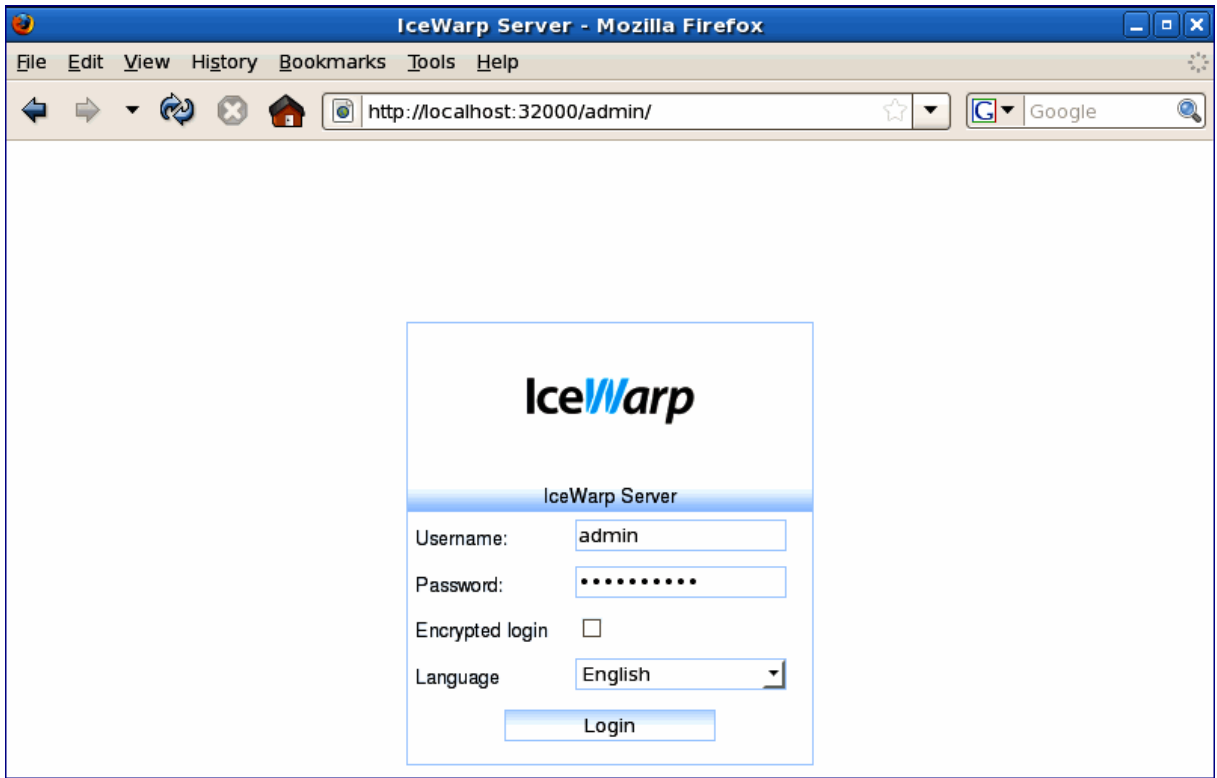 IceWarp Server - Mozilla Firefox
File Edit View History Bookmarks Tools Help
http://localhost:32000/admin/ G Google
IceWarp
IceWarp Server
Username: admin
Password: ••••••••••
Encrypted login
Language English
Login